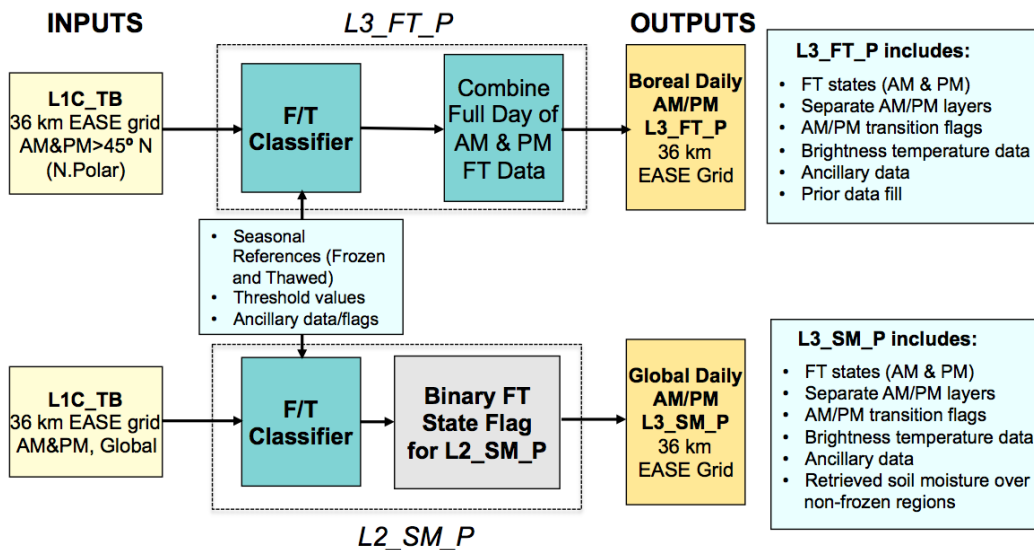 INPUTS
L3_FT_P
OUTPUTS
L1C_TB
36 km EASE grid
AM&PM>45º N
(N.Polar)
F/T
Classifier
Combine
Full Day of
AM & PM
FT Data
Boreal Daily
AM/PM
L3_FT_P
36 km
EASE Grid
L3_FT_P includes:
• FT states (AM & PM)
• Separate AM/PM layers
• AM/PM transition flags
• Brightness temperature data
• Ancillary data
• Prior data fill
• Seasonal
References (Frozen
and Thawed)
• Threshold values
• Ancillary data/flags
L1C_TB
36 km EASE grid
AM&PM, Global
F/T
Classifier
Binary FT
State Flag
for L2_SM_P
Global Daily
AM/PM
L3_SM_P
36 km
EASE Grid
L3_SM_P includes:
• FT states (AM & PM)
• Separate AM/PM layers
• AM/PM transition flags
• Brightness temperature data
• Ancillary data
• Retrieved soil moisture over
non-frozen regions
L2_SM_P